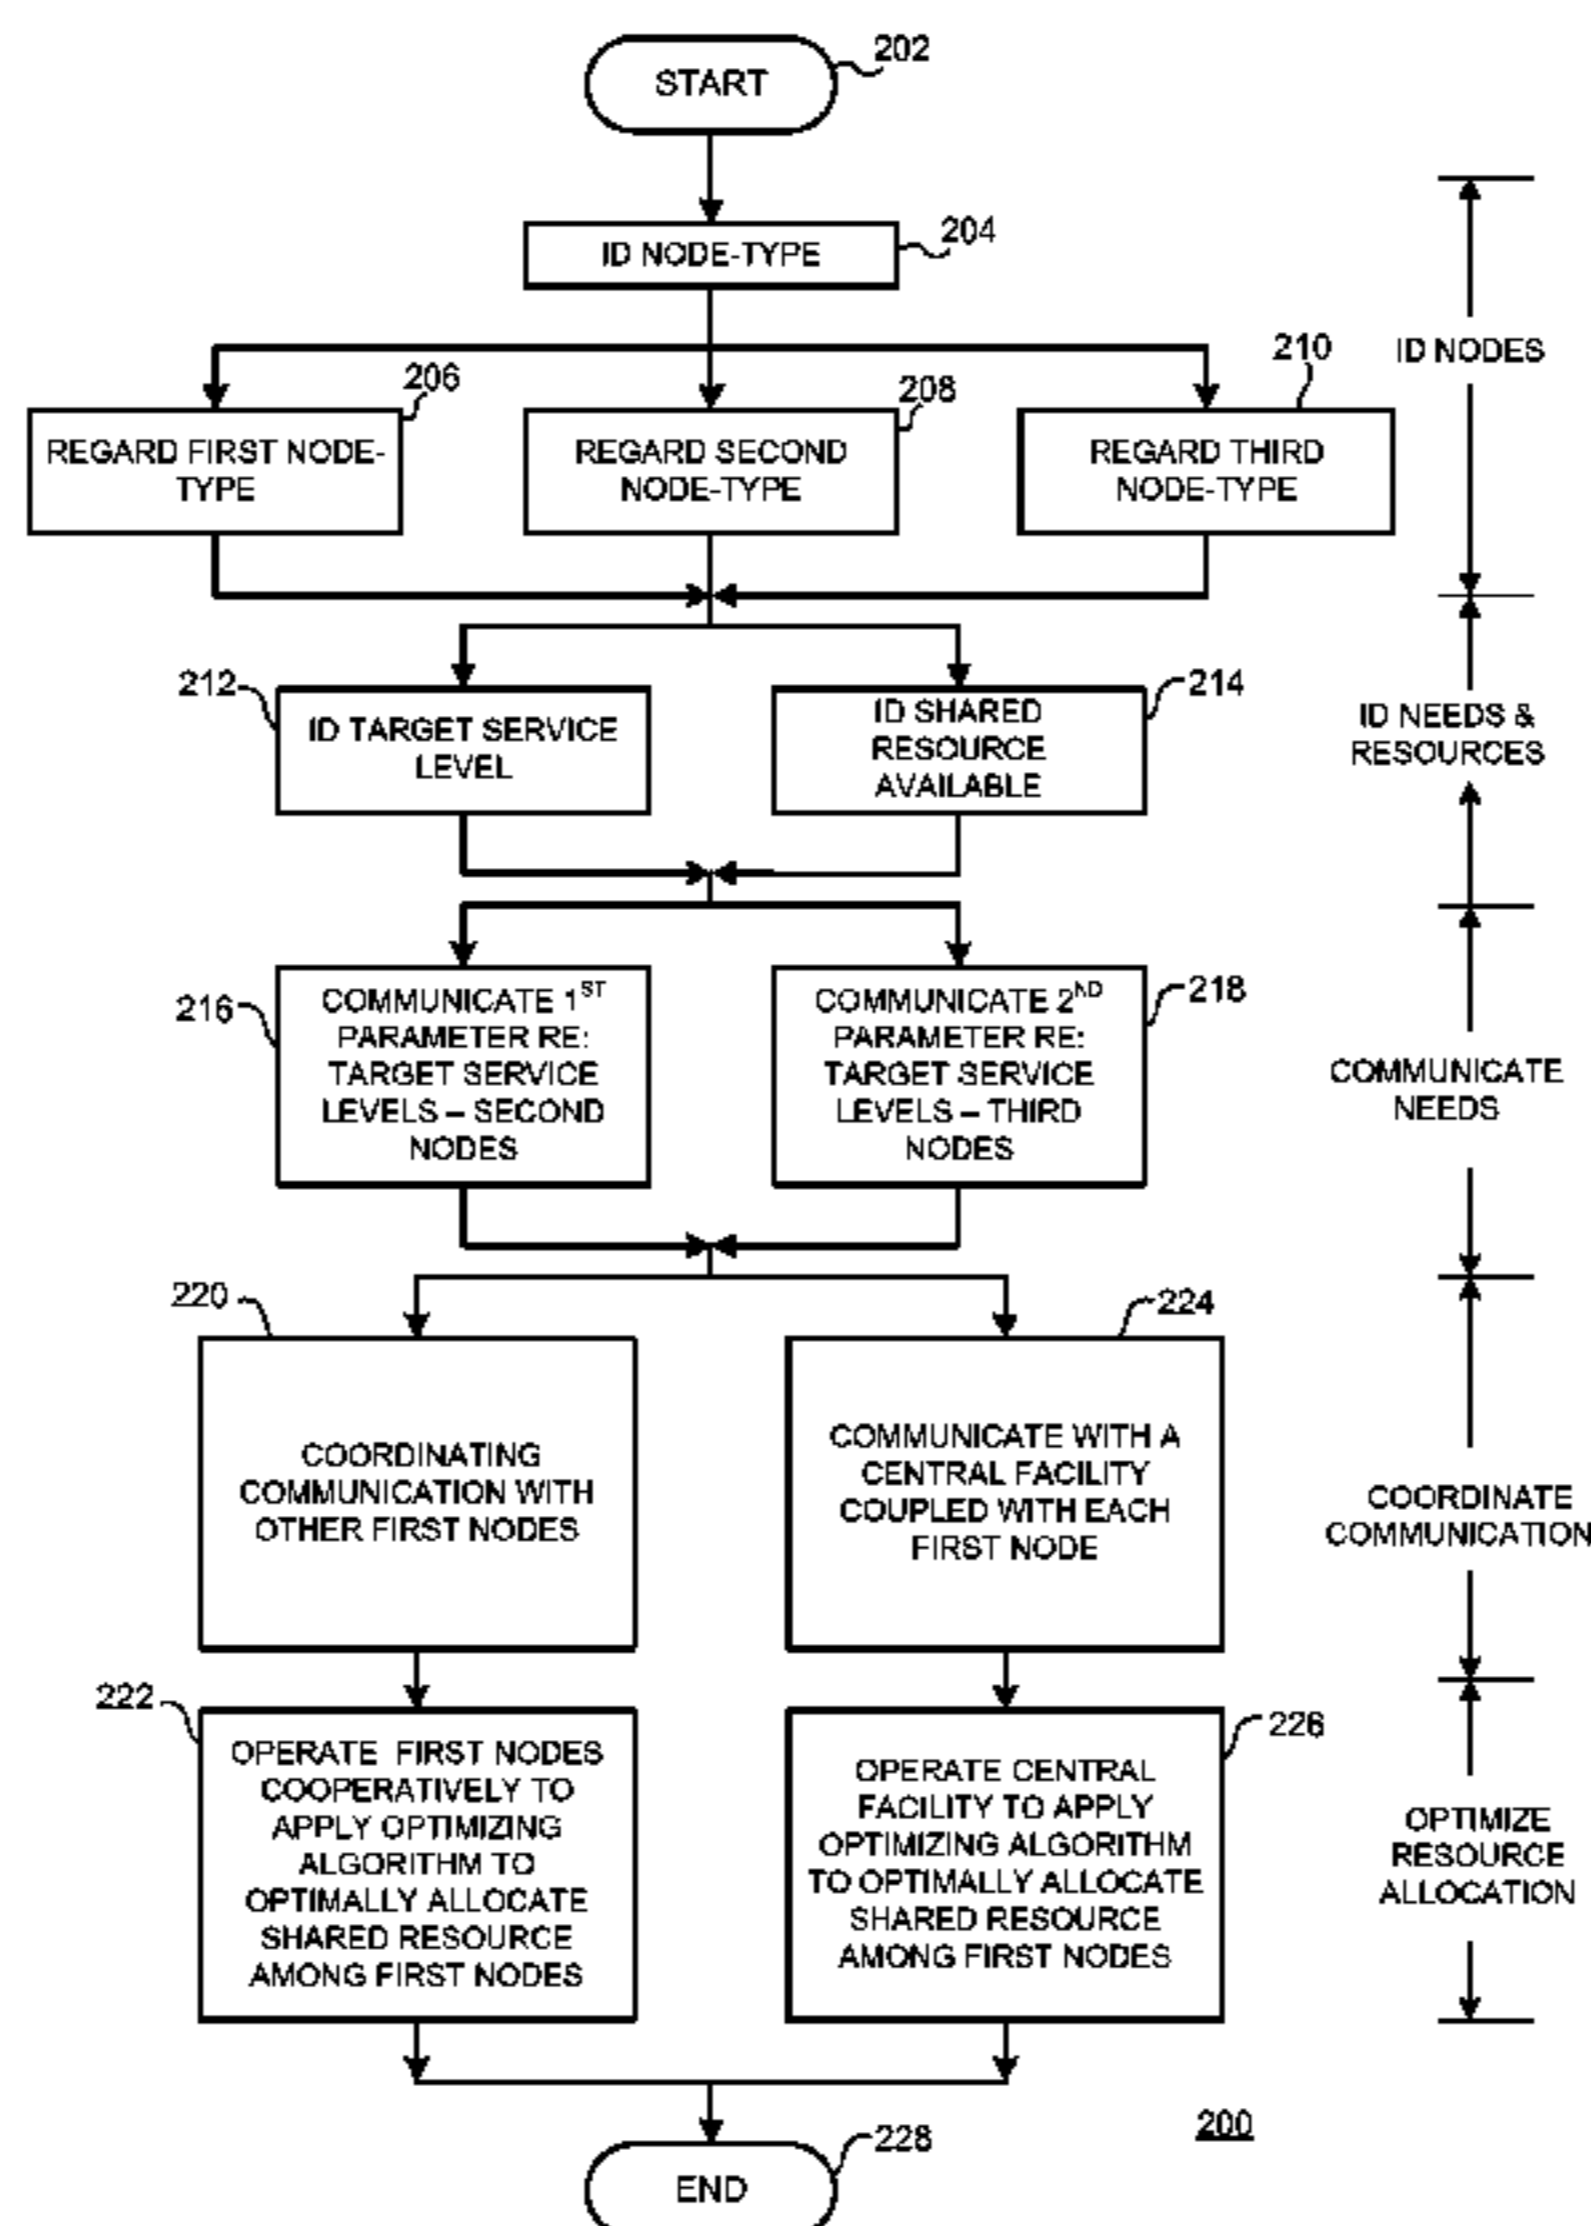 START
202
ID NODE-TYPE
204
206
208
210
ID NODES
REGARD FIRST NODE-
TYPE
REGARD SECOND
NODE-TYPE
REGARD THIRD
NODE-TYPE
212
ID TARGET SERVICE
LEVEL
ID SHARED
RESOURCE
AVAILABLE
214
ID NEEDS &
RESOURCES
216
COMMUNICATE 1ST
PARAMETER RE:
TARGET SERVICE
LEVELS – SECOND
NODES
COMMUNICATE 2ND
PARAMETER RE:
TARGET SERVICE
LEVELS – THIRD
NODES
218
COMMUNICATE
NEEDS
220
COORDINATING
COMMUNICATION WITH
OTHER FIRST NODES
224
COMMUNICATE WITH A
CENTRAL FACILITY
COUPLED WITH EACH
FIRST NODE
COORDINATE
COMMUNICATION
222
OPERATE FIRST NODES
COOPERATIVELY TO
APPLY OPTIMIZING
ALGORITHM TO
OPTIMALLY ALLOCATE
SHARED RESOURCE
AMONG FIRST NODES
226
OPERATE CENTRAL
FACILITY TO APPLY
OPTIMIZING ALGORITHM
TO OPTIMALLY ALLOCATE
SHARED RESOURCE
AMONG FIRST NODES
OPTIMIZE
RESOURCE
ALLOCATION
200
END
228